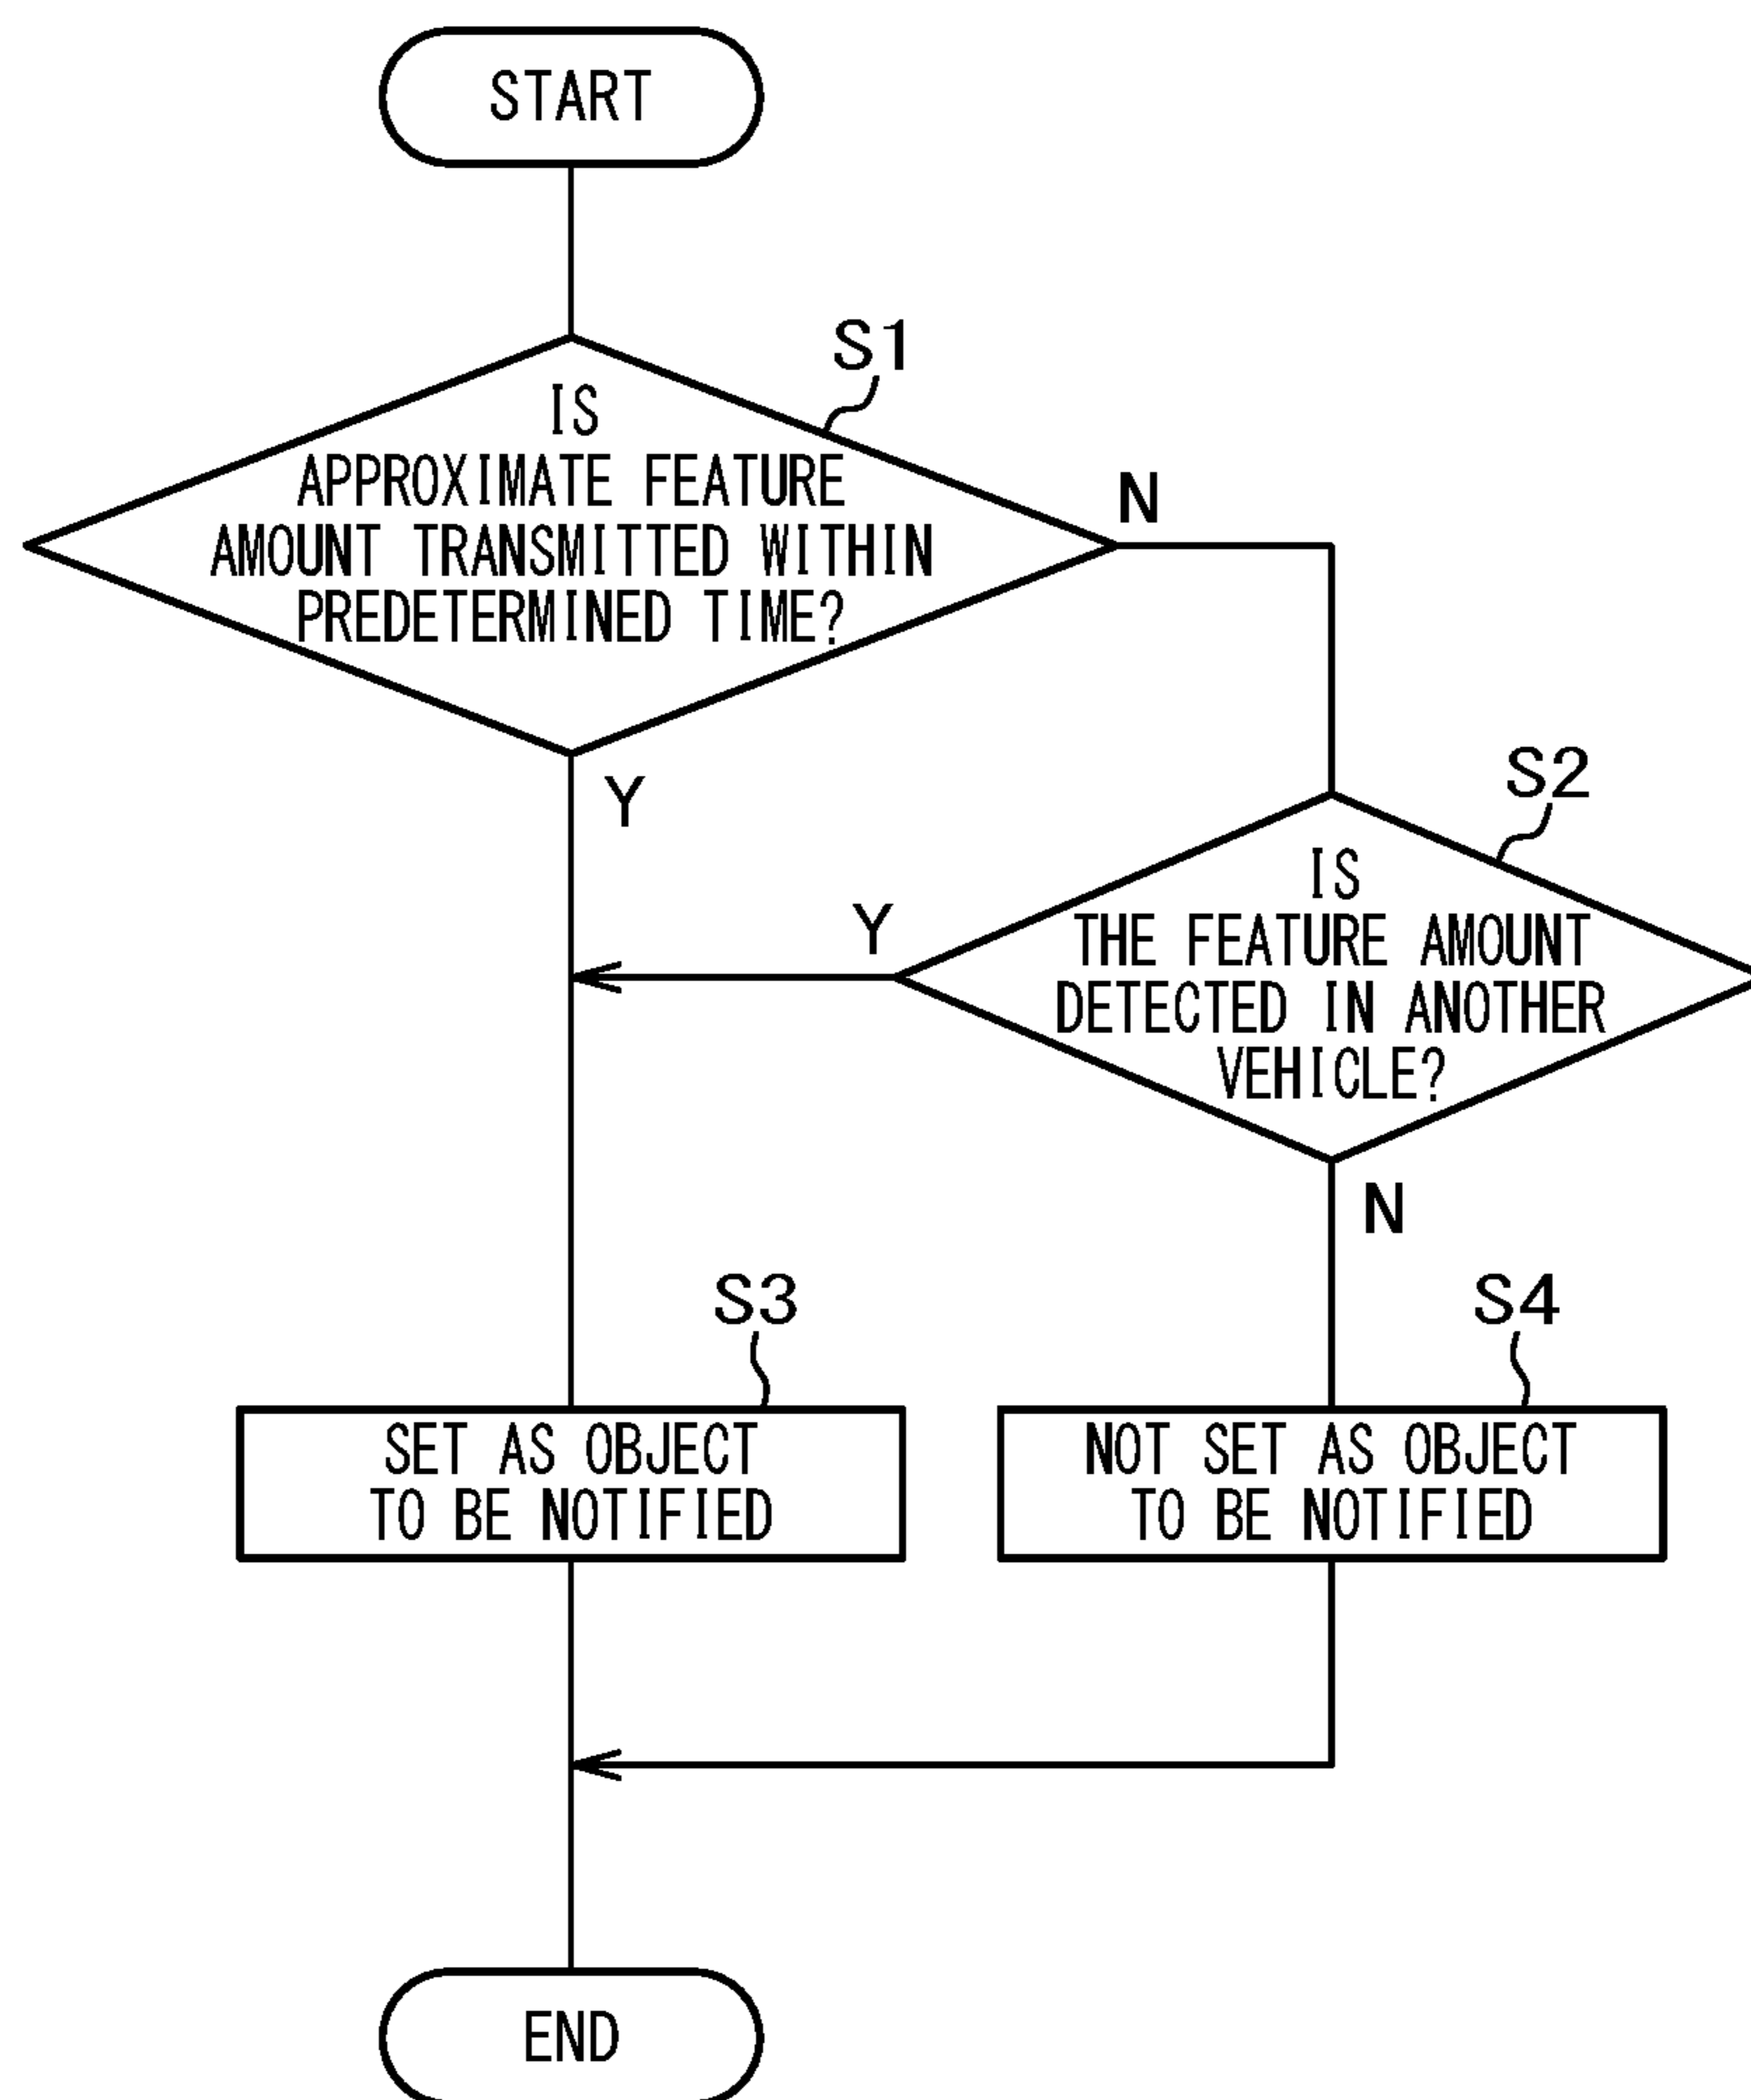 START
S1
IS
APPROXIMATE FEATURE
AMOUNT TRANSMITTED WITHIN
PREDETERMINED TIME?
N
Y
S2
IS
THE FEATURE AMOUNT
DETECTED IN ANOTHER
VEHICLE?
Y
N
S3
SET AS OBJECT
TO BE NOTIFIED
S4
NOT SET AS OBJECT
TO BE NOTIFIED
END